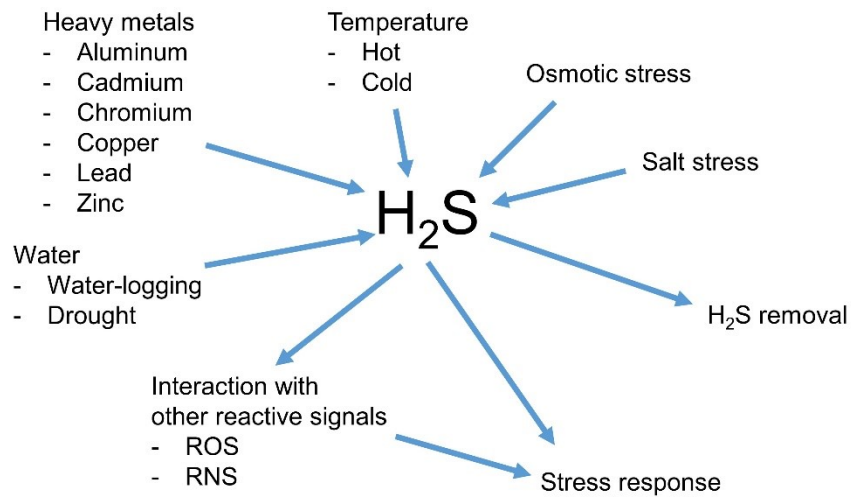 Heavy metals
- Aluminum
- Cadmium
- Chromium
- Copper
- Lead
- Zinc
Temperature
- Hot
- Cold
Osmotic stress
Salt stress
H₂S
Water
- Water-logging
- Drought
H₂S removal
Interaction with
other reactive signals
- ROS
- RNS
Stress response